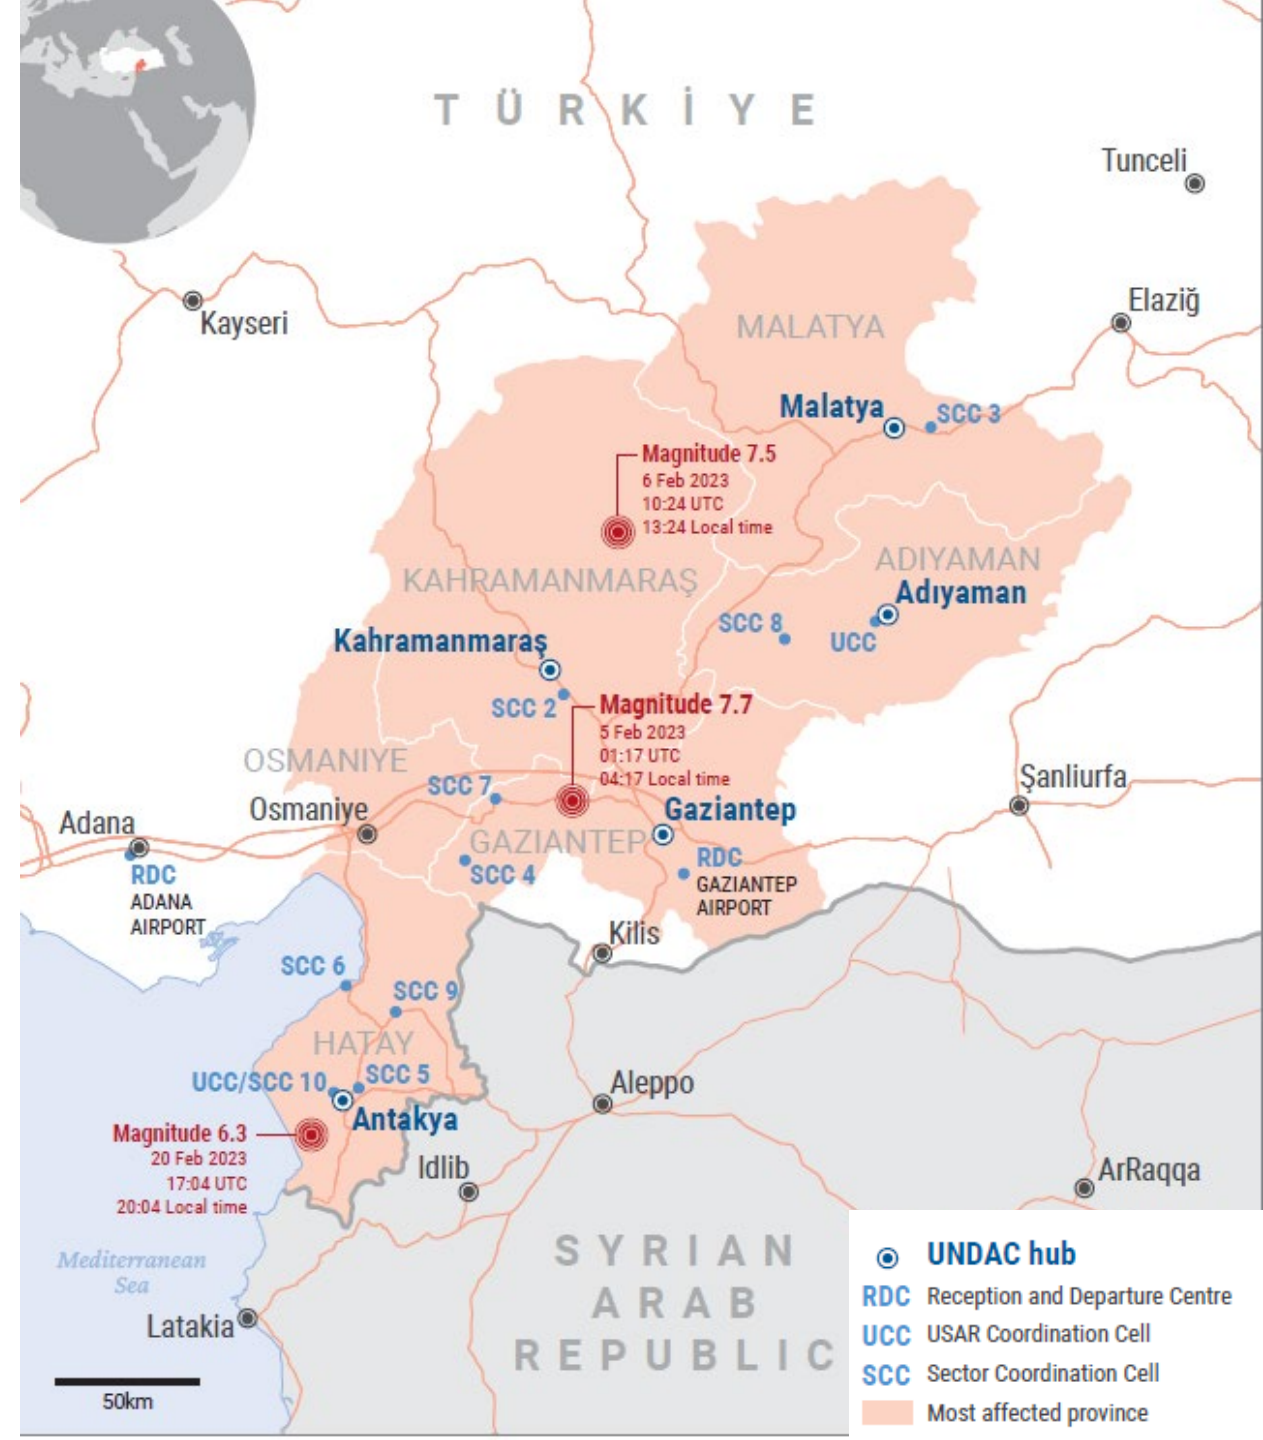 TÜRKİYE
Tunceli
Elaziğ
Kayseri
MALATYA
Malatya
SCC 3
Magnitude 7.5
6 Feb 2023
10:24 UTC
13:24 Local time
ADIYAMAN
KAHRAMANMARAŞ
Adıyaman
SCC 8
UCC
Kahramanmaraş
SCC 2
Magnitude 7.7
5 Feb 2023
01:17 UTC
04:17 Local time
OSMANIYE
SCC 7
Şanliurfa
Osmaniye
Gaziantep
Adana
GAZIANTEP
RDC
ADANA
AIRPORT
SCC 4
RDC
GAZIANTEP
AIRPORT
Kilis
SCC 6
SCC 9
HATAY
UCC/SCC 10
SCC 5
Antakya
Aleppo
Magnitude 6.3
20 Feb 2023
17:04 UTC
20:04 Local time
Idlib
ArRaqqa
Mediterranean
Sea
SYRIAN
ARAB
REPUBLIC
Latakia
50km
UNDAC hub
RDC Reception and Departure Centre
UCC USAR Coordination Cell
SCC Sector Coordination Cell
Most affected province